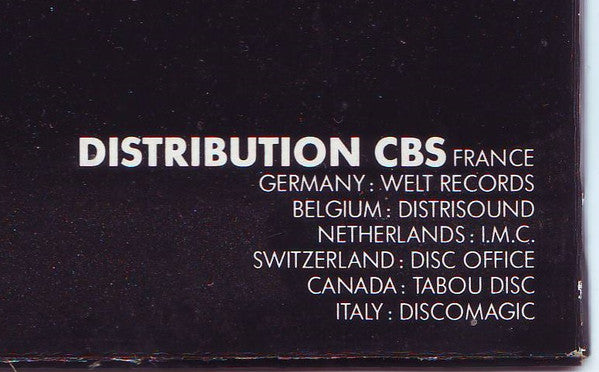 DISTRIBUTION CBS FRANCE
GERMANY : WELT RECORDS
BELGIUM : DISTRISOUND
NETHERLANDS : I.M.C.
SWITZERLAND : DISC OFFICE
CANADA : TABOU DISC
ITALY : DISCOMAGIC